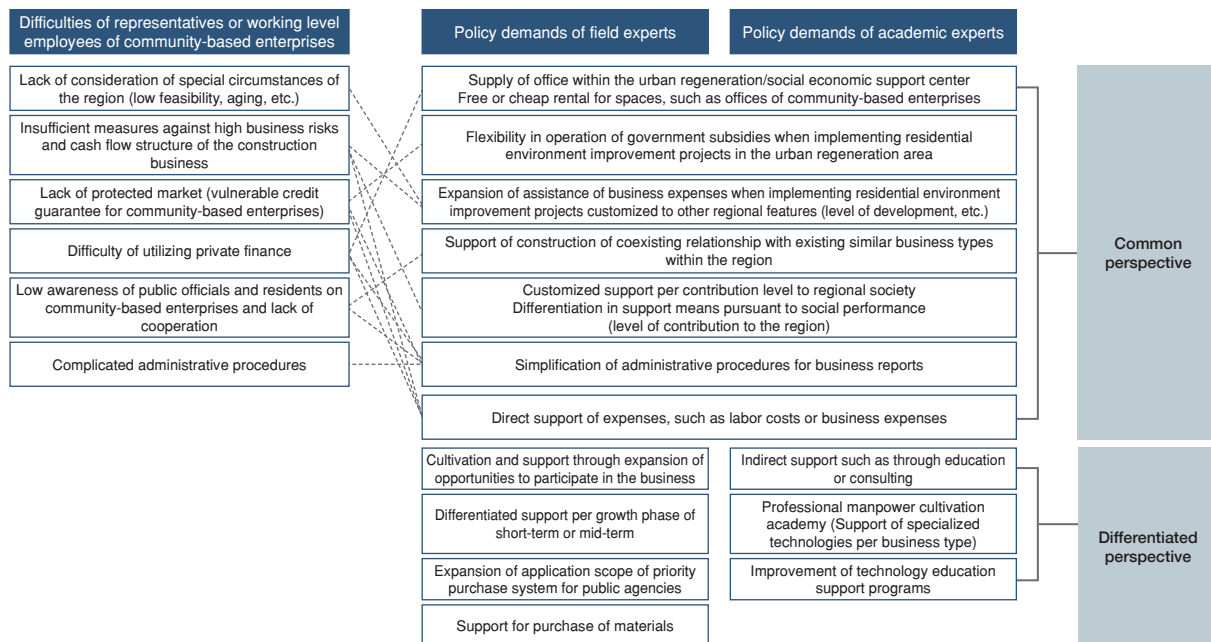 Difficulties of representatives or working level
employees of community-based enterprises
Policy demands of field experts
Policy demands of academic experts
Lack of consideration of special circumstances of
the region (low feasibility, aging, etc.)
Insufficient measures against high business risks
and cash flow structure of the construction
business
Lack of protected market (vulnerable credit
guarantee for community-based enterprises)
Difficulty of utilizing private finance
Low awareness of public officials and residents on
community-based enterprises and lack of
cooperation
Complicated administrative procedures
Supply of office within the urban regeneration/social economic support center
Free or cheap rental for spaces, such as offices of community-based enterprises
Flexibility in operation of government subsidies when implementing residential
environment improvement projects in the urban regeneration area
Expansion of assistance of business expenses when implementing residential environment
improvement projects customized to other regional features (level of development, etc.)
Support of construction of coexisting relationship with existing similar business types
within the region
Customized support per contribution level to regional society
Differentiation in support means pursuant to social performance
(level of contribution to the region)
Simplification of administrative procedures for business reports
Direct support of expenses, such as labor costs or business expenses
Common
perspective
Cultivation and support through expansion of
opportunities to participate in the business
Differentiated support per growth phase of
short-term or mid-term
Expansion of application scope of priority
purchase system for public agencies
Support for purchase of materials
Indirect support such as through education
or consulting
Professional manpower cultivation
academy (Support of specialized
technologies per business type)
Improvement of technology education
support programs
Differentiated
perspective